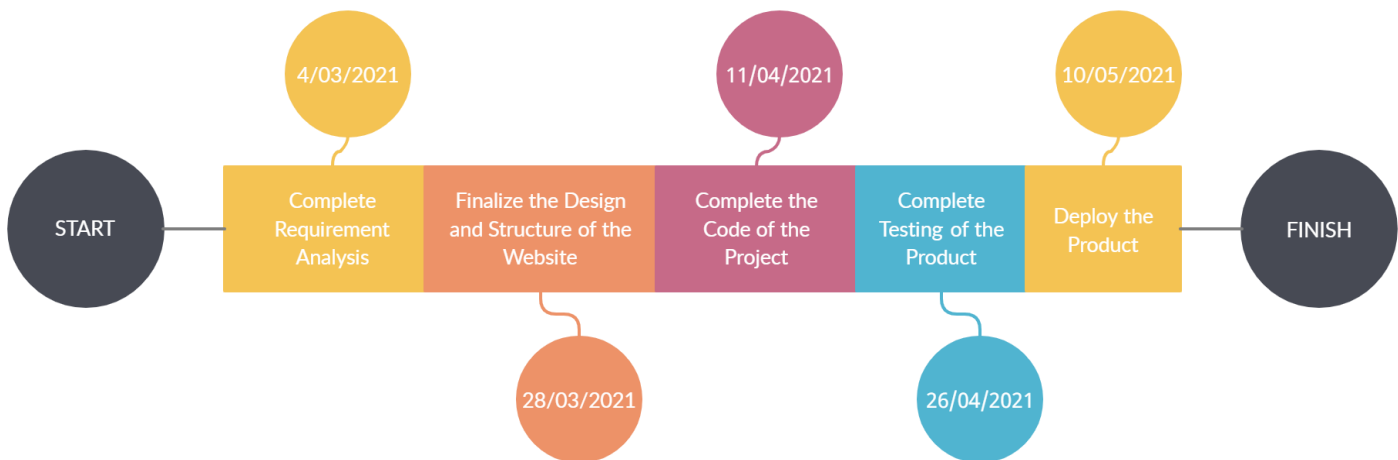 4/03/2021
11/04/2021
10/05/2021
START
Complete
Requirement
Analysis
Finalize the Design
and Structure of the
Website
Complete the
Code of the
Project
Complete
Testing of the
Product
Deploy the
Product
FINISH
28/03/2021
26/04/2021